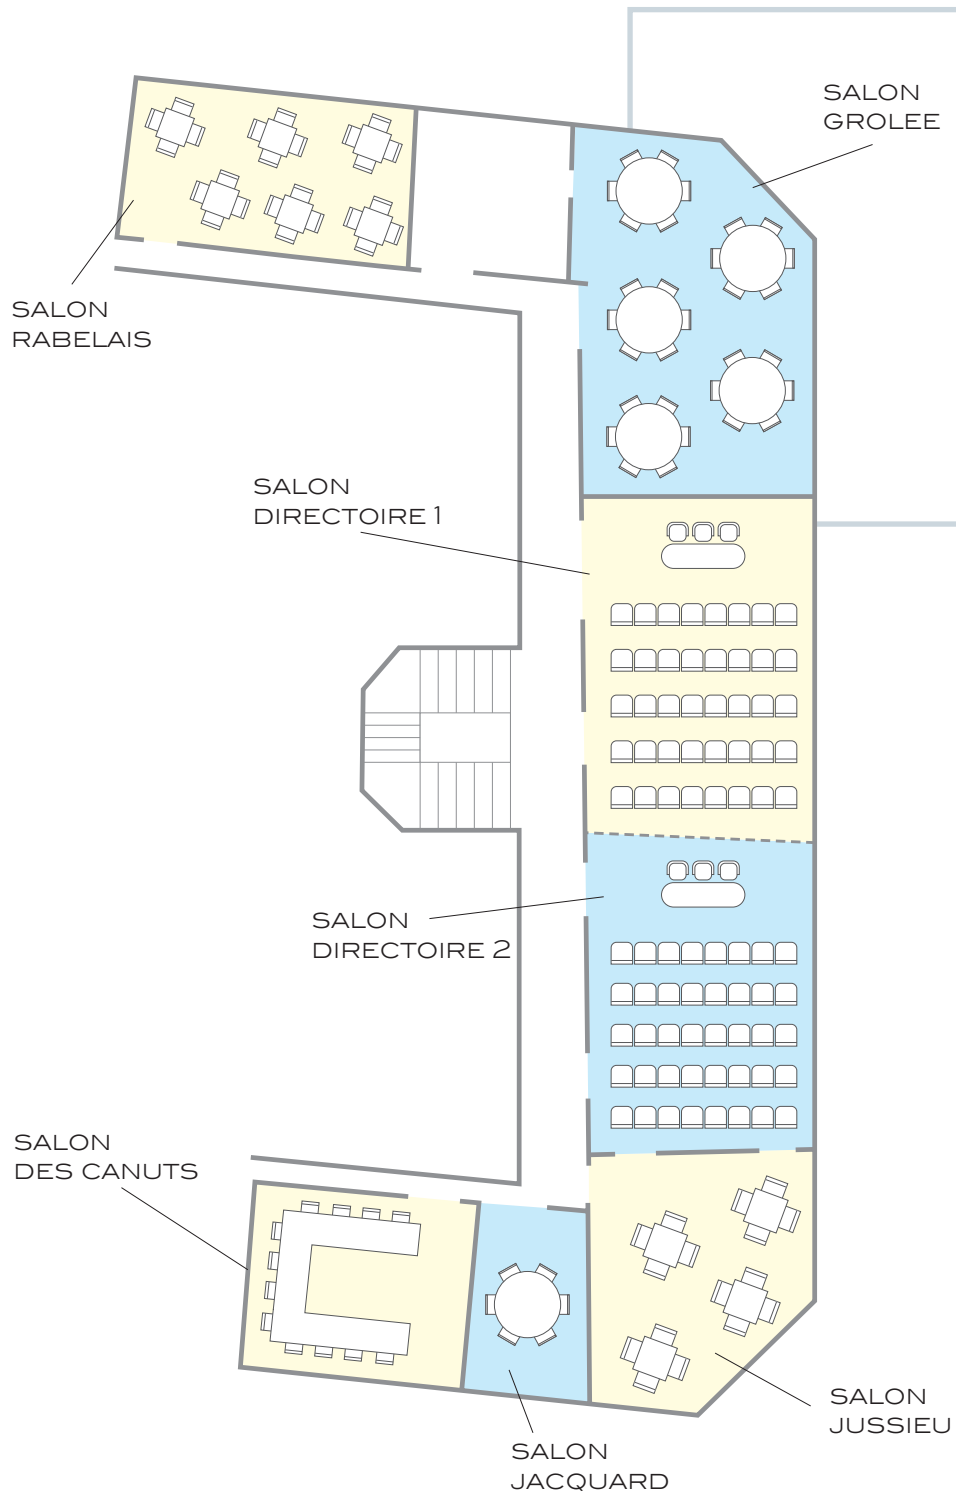 SALON
GROLEE
SALON
RABELAIS
SALON
DIRECTOIRE 1
SALON
DIRECTOIRE 2
SALON
DES CANUTS
SALON
JUSSIEU
SALON
JACQUARD